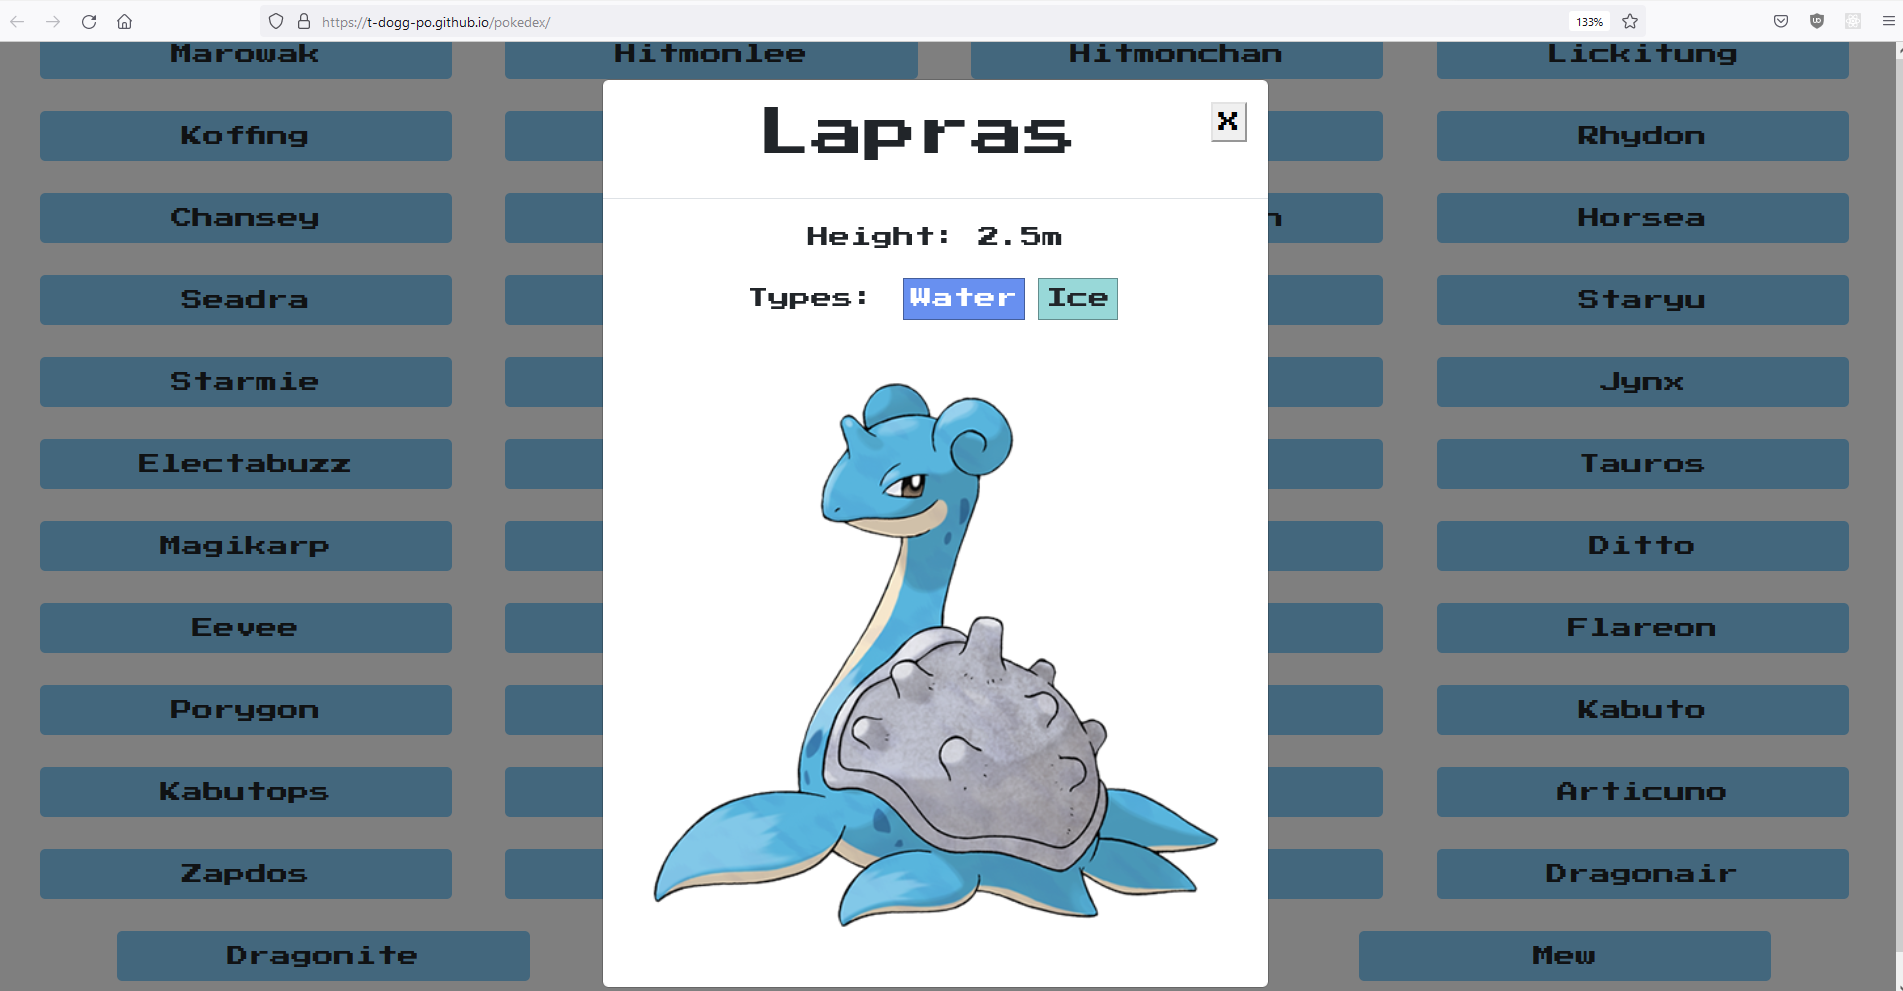 https://t-dogg-po.github.io/pokedex/
133%
Marowak
Hitmonlee
Hitmonchan
Lickitung
Lapras
X
Koffing
Rhydon
Chansey
n
Horsea
Height: 2.5m
Seadra
Types: Water Ice
Staryu
Starmie
Jynx
Electabuzz
Tauros
Magikarp
Ditto
Eevee
Flareon
Porygon
Kabuto
Kabutops
Articuno
Zapdos
Dragonair
Dragonite
Mew